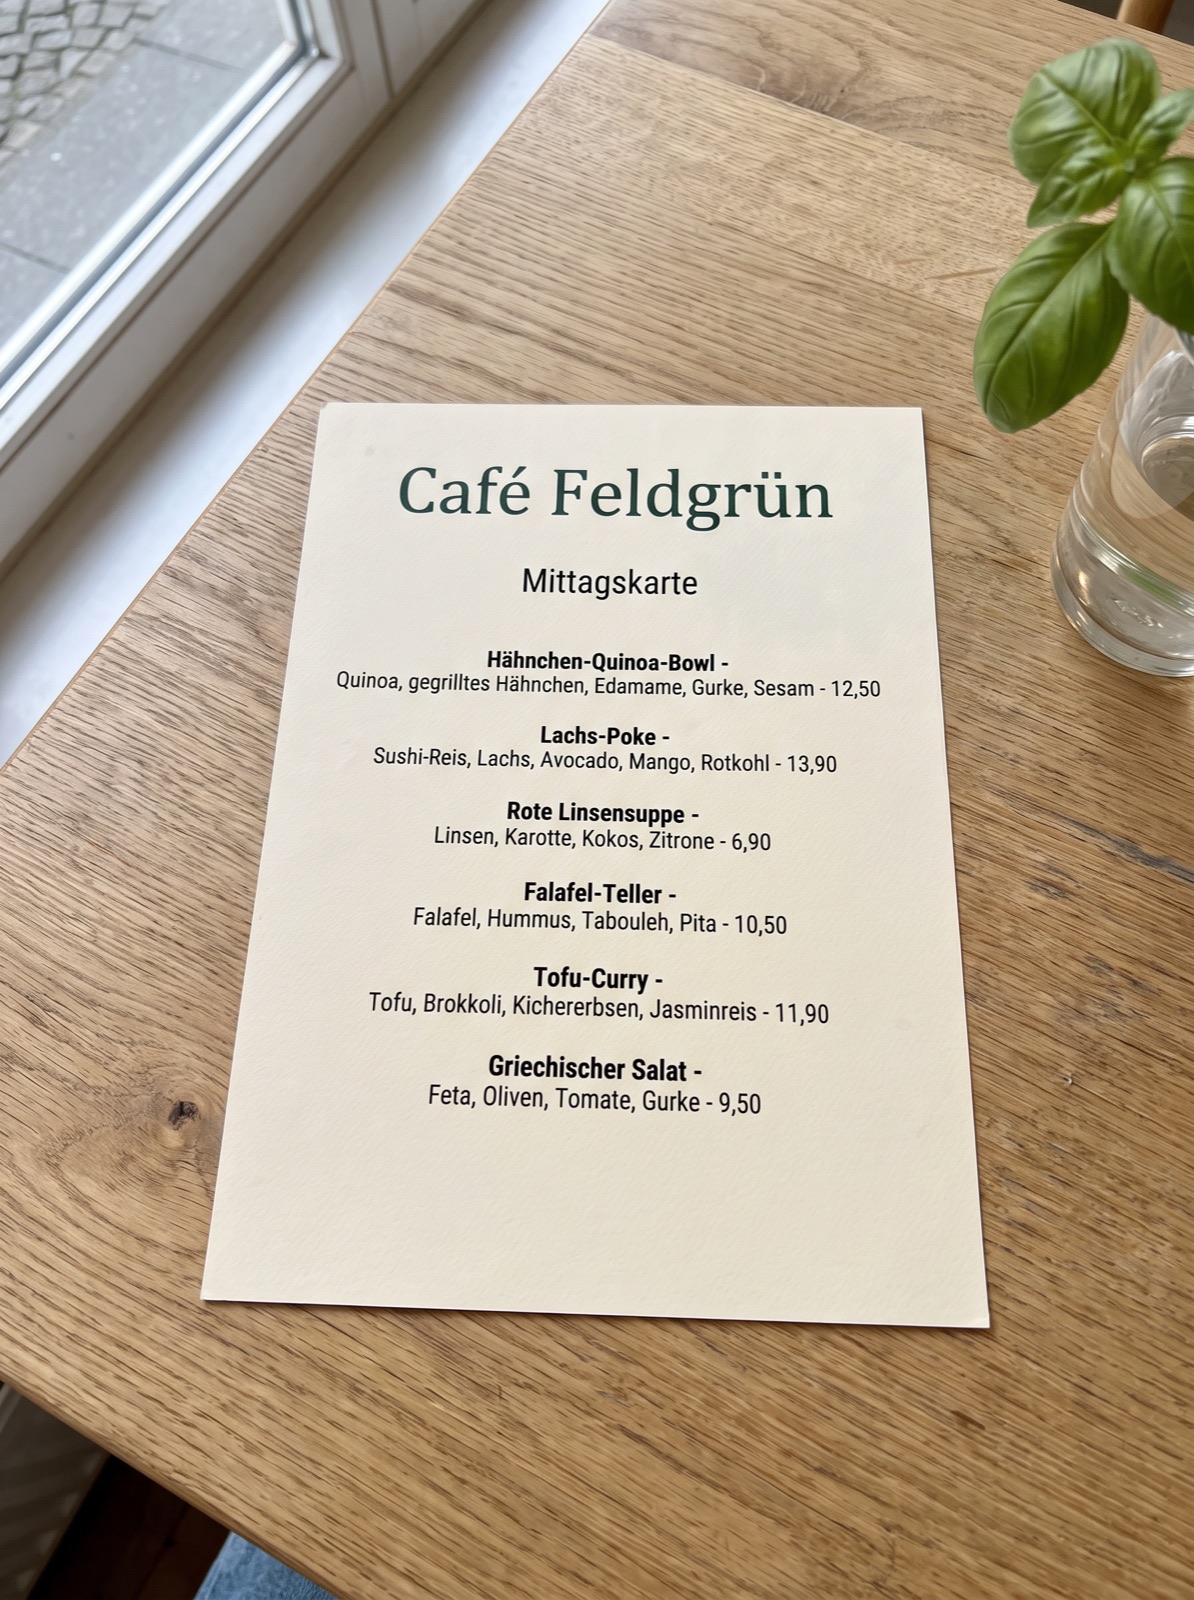 Café Feldgrün
Mittagskarte
Hähnchen-Quinoa-Bowl -
Quinoa, gegrilltes Hähnchen, Edamame, Gurke, Sesam - 12,50
Lachs-Poke -
Sushi-Reis, Lachs, Avocado, Mango, Rotkohl - 13,90
Rote Linsensuppe -
Linsen, Karotte, Kokos, Zitrone - 6,90
Falafel-Teller -
Falafel, Hummus, Tabouleh, Pita - 10,50
Tofu-Curry -
Tofu, Brokkoli, Kichererbsen, Jasminreis - 11,90
Griechischer Salat -
Feta, Oliven, Tomate, Gurke - 9,50